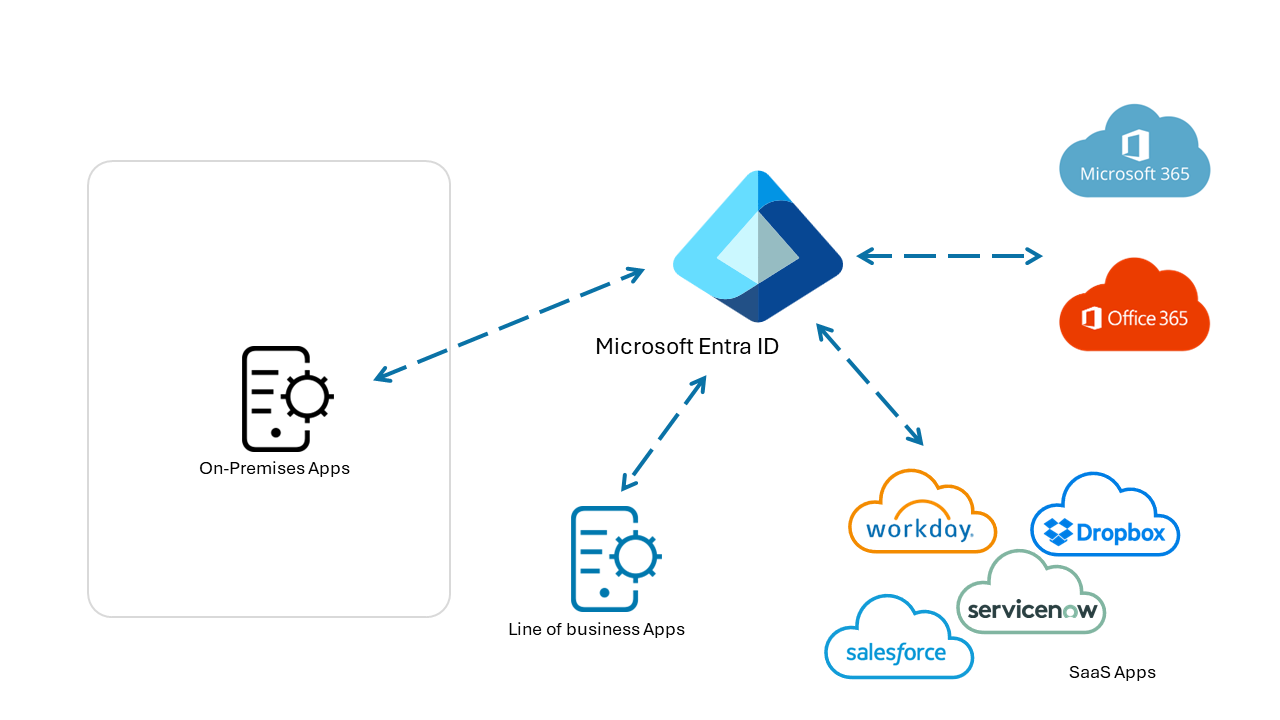 Microsoft 365
Office 365
Microsoft Entra ID
On-Premises Apps
workday.
Dropbox
servicenow
salesforce
Line of business Apps
SaaS Apps